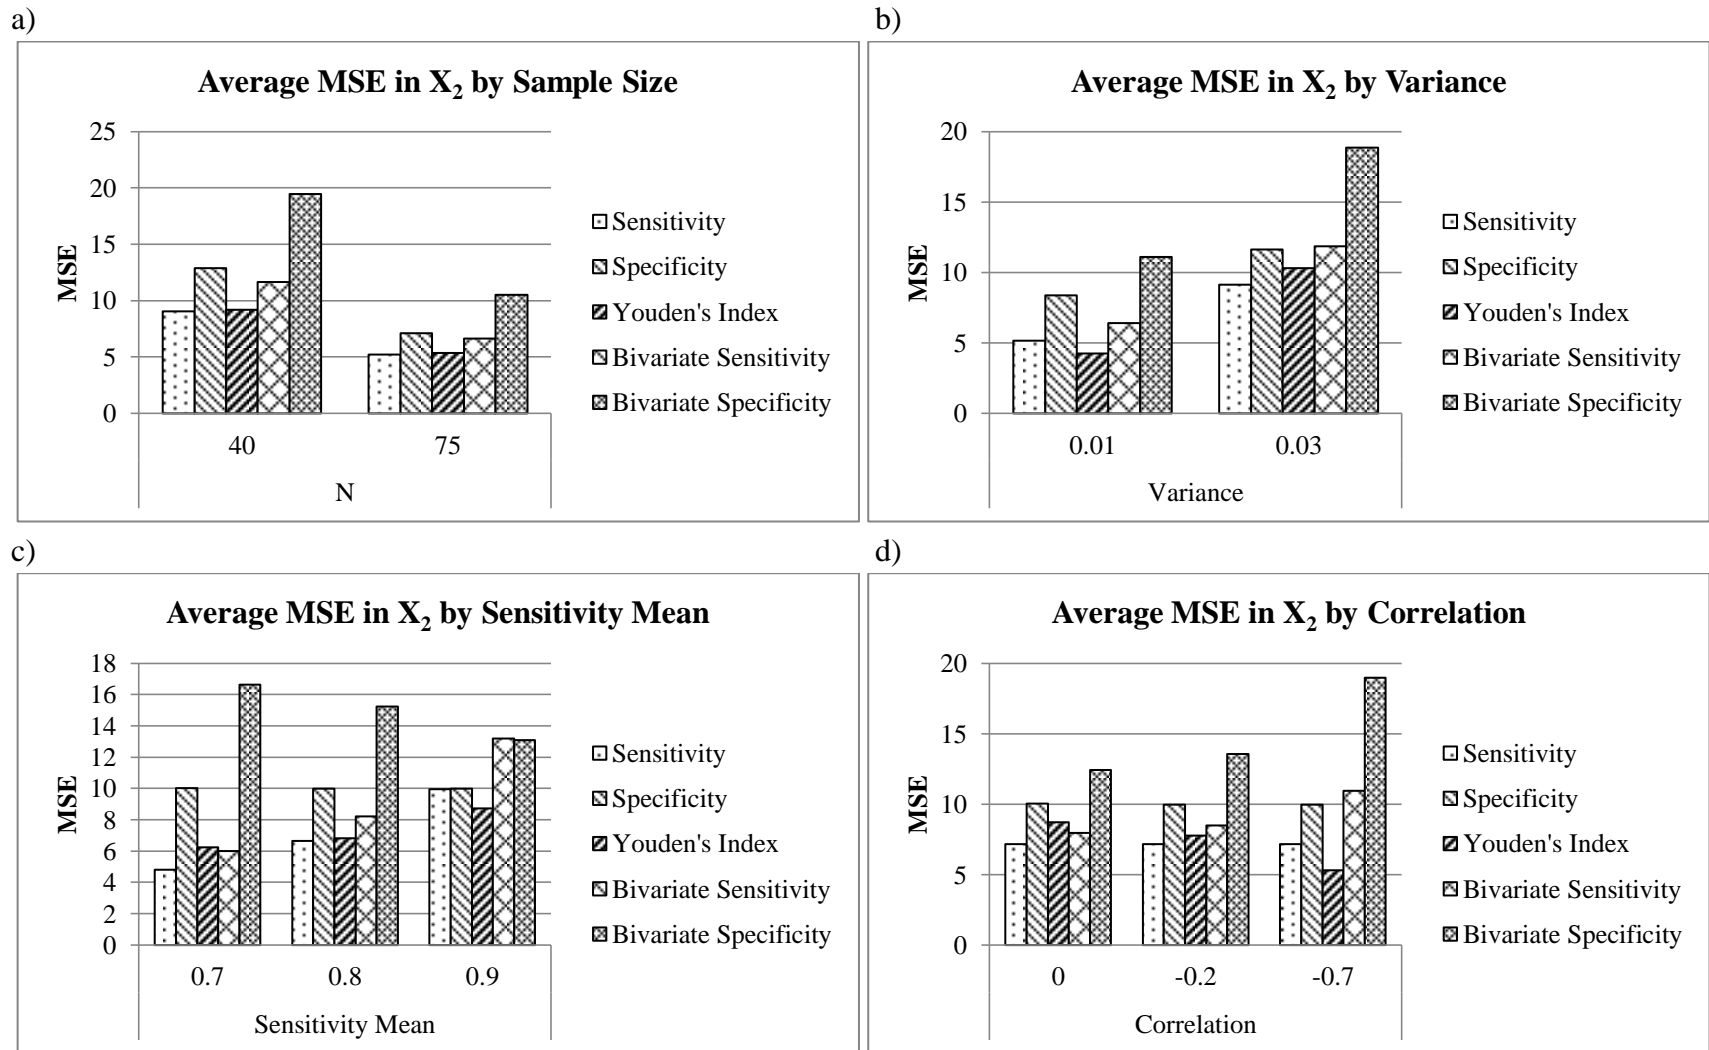 a)
Average MSE in X2 by Sample Size
25
20
15
10
5
0
MSE
40
75
N
Sensitivity
Specificity
Youden's Index
Bivariate Sensitivity
Bivariate Specificity
b)
Average MSE in X2 by Variance
20
15
10
5
0
MSE
0.01
0.03
Variance
Sensitivity
Specificity
Youden's Index
Bivariate Sensitivity
Bivariate Specificity
c)
Average MSE in X2 by Sensitivity Mean
18
16
14
12
10
8
6
4
2
0
MSE
0.7
0.8
0.9
Sensitivity Mean
Sensitivity
Specificity
Youden's Index
Bivariate Sensitivity
Bivariate Specificity
d)
Average MSE in X2 by Correlation
20
15
10
5
0
MSE
0
-0.2
-0.7
Correlation
Sensitivity
Specificity
Youden's Index
Bivariate Sensitivity
Bivariate Specificity